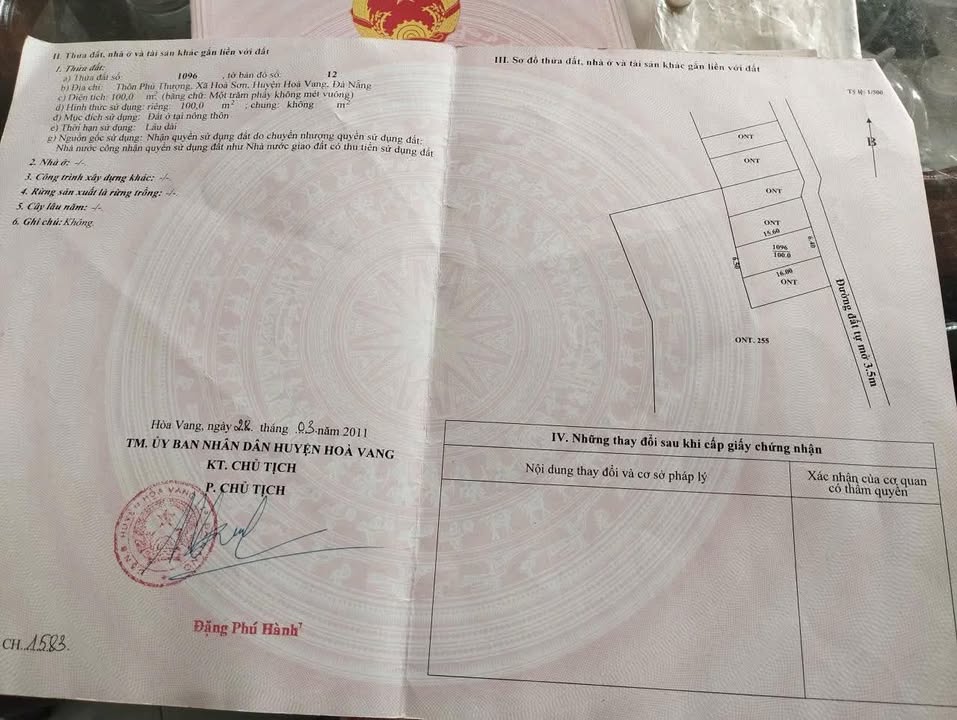 II. Thửa đất, nhà ở và tài sản khác gắn liền với đất
1. Thửa đất:
a) Thửa đất số: 1096 , tờ bản đồ số: 12
b) Địa chỉ: Thôn Phú Thượng, Xã Hoà Sơn, Huyện Hoà Vang, Đà Nẵng
c) Diện tích: 100,0 m² (bằng chữ: Một trăm phẩy không mét vuông)
d) Hình thức sử dụng: riêng: 100,0 m² ; chung: không m²
đ) Mục đích sử dụng: Đất ở tại nông thôn
e) Thời hạn sử dụng: Lâu dài
g) Nguồn gốc sử dụng: Nhận quyền sử dụng đất do chuyển nhượng quyền sử dụng đất:
Nhà nước công nhận quyền sử dụng đất như Nhà nước giao đất có thu tiền sử dụng đất
2. Nhà ở: -/-.
3. Công trình xây dựng khác: -/-.
4. Rừng sản xuất là rừng trồng: -/-.
5. Cây lâu năm: -/-.
6. Ghi chú: Không.
Hòa Vang, ngày 28 tháng 03 năm 2011
TM. ỦY BAN NHÂN DÂN HUYỆN HOÀ VANG
KT. CHỦ TỊCH
P. CHỦ TỊCH
Đặng Phú Hành
CH. 1583.
III. Sơ đồ thửa đất, nhà ở và tài sản khác gắn liền với đất
Tỷ lệ: 1/500
B
ONT
ONT
ONT
ONT
15.60
6.40
1096
100.0
6.40
16.00
ONT
Đường đất tự mở 3.5m
ONT. 255
IV. Những thay đổi sau khi cấp giấy chứng nhận
Nội dung thay đổi và cơ sở pháp lý
Xác nhận của cơ quan
có thẩm quyền